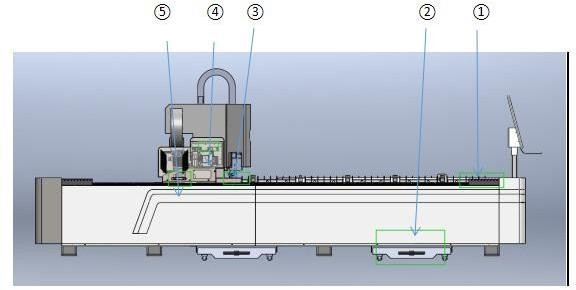 ⑤ ④ ③ ② ①